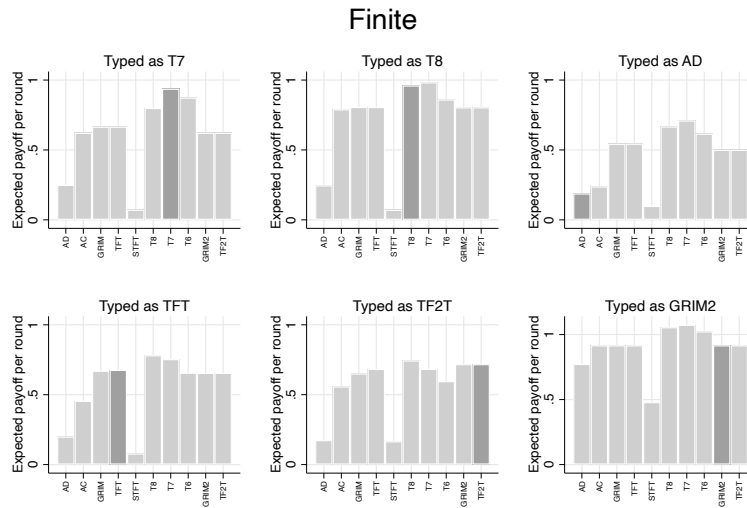 Finite
Typed as T7
Expected payoff per round
0 .5 1
AD AC GRIM TFT STFT T8 T7 T6 GRIM2 TF2T
Typed as T8
Expected payoff per round
0 .5 1
AD AC GRIM TFT STFT T8 T7 T6 GRIM2 TF2T
Typed as AD
Expected payoff per round
0 .5 1
AD AC GRIM TFT STFT T8 T7 T6 GRIM2 TF2T
Typed as TFT
Expected payoff per round
0 .5 1
AD AC GRIM TFT STFT T8 T7 T6 GRIM2 TF2T
Typed as TF2T
Expected payoff per round
0 .5 1
AD AC GRIM TFT STFT T8 T7 T6 GRIM2 TF2T
Typed as GRIM2
Expected payoff per round
0 .5 1
AD AC GRIM TFT STFT T8 T7 T6 GRIM2 TF2T